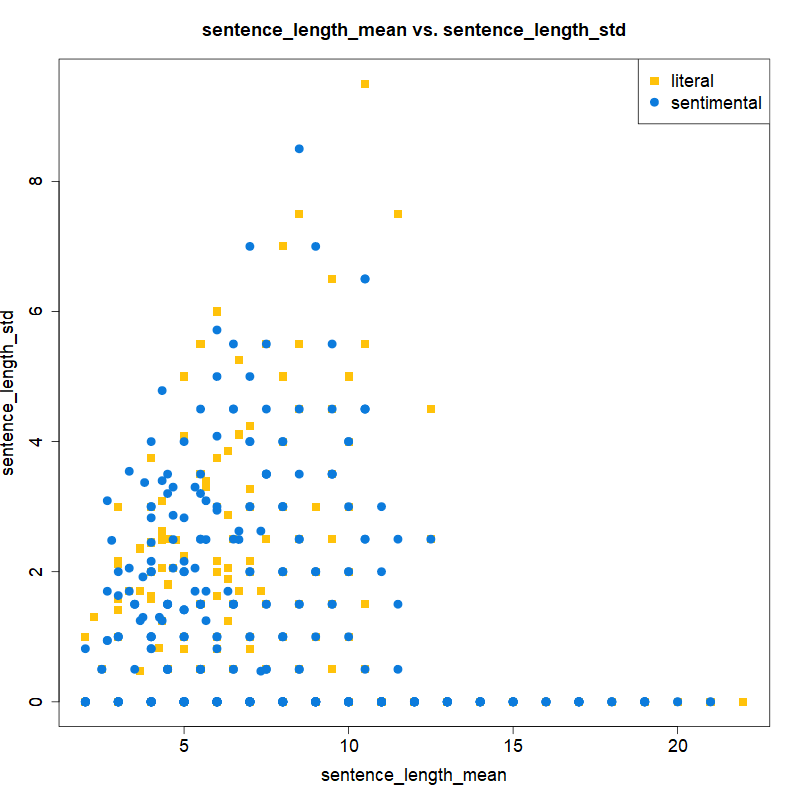 sentence_length_mean vs. sentence_length_std
literal
sentimental
8
6
4
2
0
sentence_length_std
5 10 15 20
sentence_length_mean